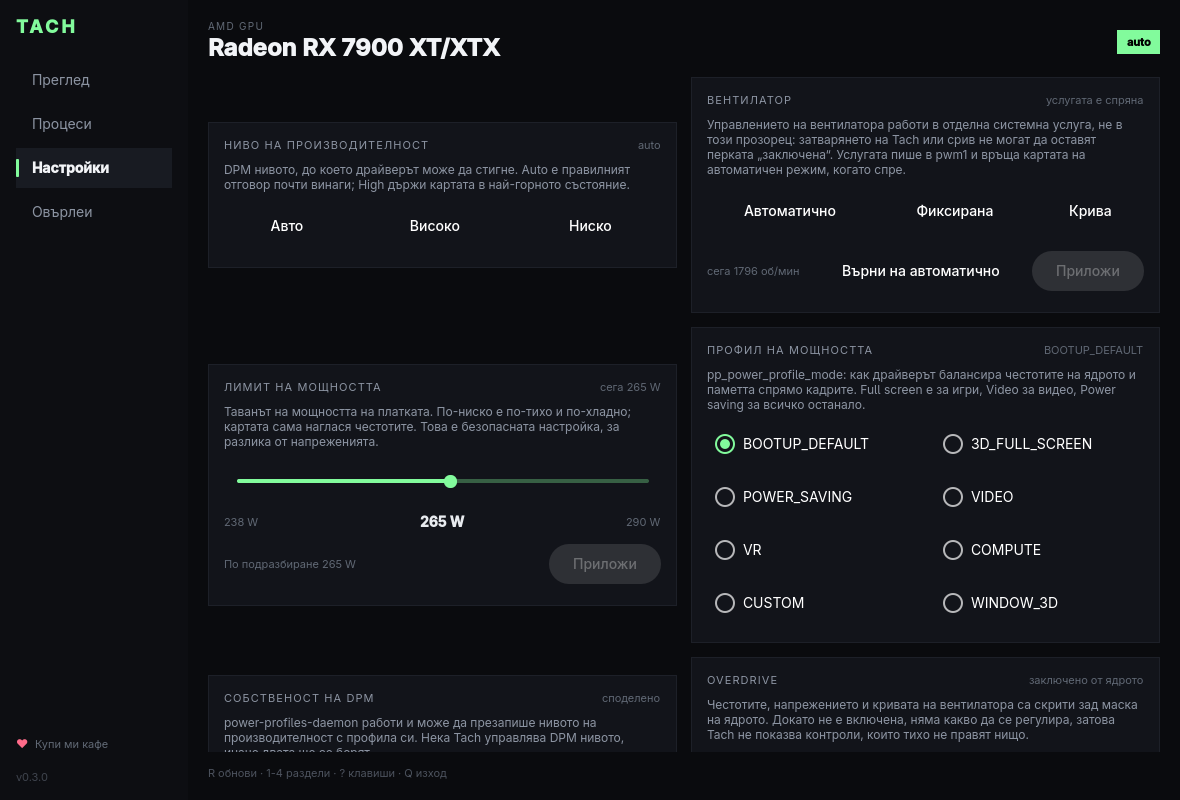 TACH
Преглед
Процеси
Настройки
Овърлеи
Купи ми кафе
v0.3.0
AMD GPU
Radeon RX 7900 XT/XTX
auto
НИВО НА ПРОИЗВОДИТЕЛНОСТ
auto
DPM нивото, до което драйверът може да стигне. Auto е правилният
отговор почти винаги; High държи картата в най-горното състояние.
Авто
Високо
Ниско
ЛИМИТ НА МОЩНОСТТА
сега 265 W
Таванът на мощността на платката. По-ниско е по-тихо и по-хладно;
картата сама наглася честотите. Това е безопасната настройка, за
разлика от напреженията.
238 W
265 W
290 W
По подразбиране 265 W
Приложи
СОБСТВЕНОСТ НА DPM
споделено
power-profiles-daemon работи и може да презапише нивото на
производителност с профила си. Нека Tach управлява DPM нивото,
иначе двата ще се борят.
ВЕНТИЛАТОР
услугата е спряна
Управлението на вентилатора работи в отделна системна услуга, не в
този прозорец: затварянето на Tach или срив не могат да оставят
перката „заключена“. Услугата пише в pwm1 и връща картата на
автоматичен режим, когато спре.
Автоматично
Фиксирана
Крива
сега 1796 об/мин
Върни на автоматично
Приложи
ПРОФИЛ НА МОЩНОСТТА
BOOTUP_DEFAULT
pp_power_profile_mode: как драйверът балансира честотите на ядрото и
паметта спрямо кадрите. Full screen е за игри, Video за видео, Power
saving за всичко останало.
BOOTUP_DEFAULT
3D_FULL_SCREEN
POWER_SAVING
VIDEO
VR
COMPUTE
CUSTOM
WINDOW_3D
OVERDRIVE
заключено от ядрото
Честотите, напрежението и кривата на вентилатора са скрити зад маска
на ядрото. Докато не е включена, няма какво да се регулира, затова
Tach не показва контроли, които тихо не правят нищо.
R обнови · 1-4 раздели · ? клавиши · Q изход